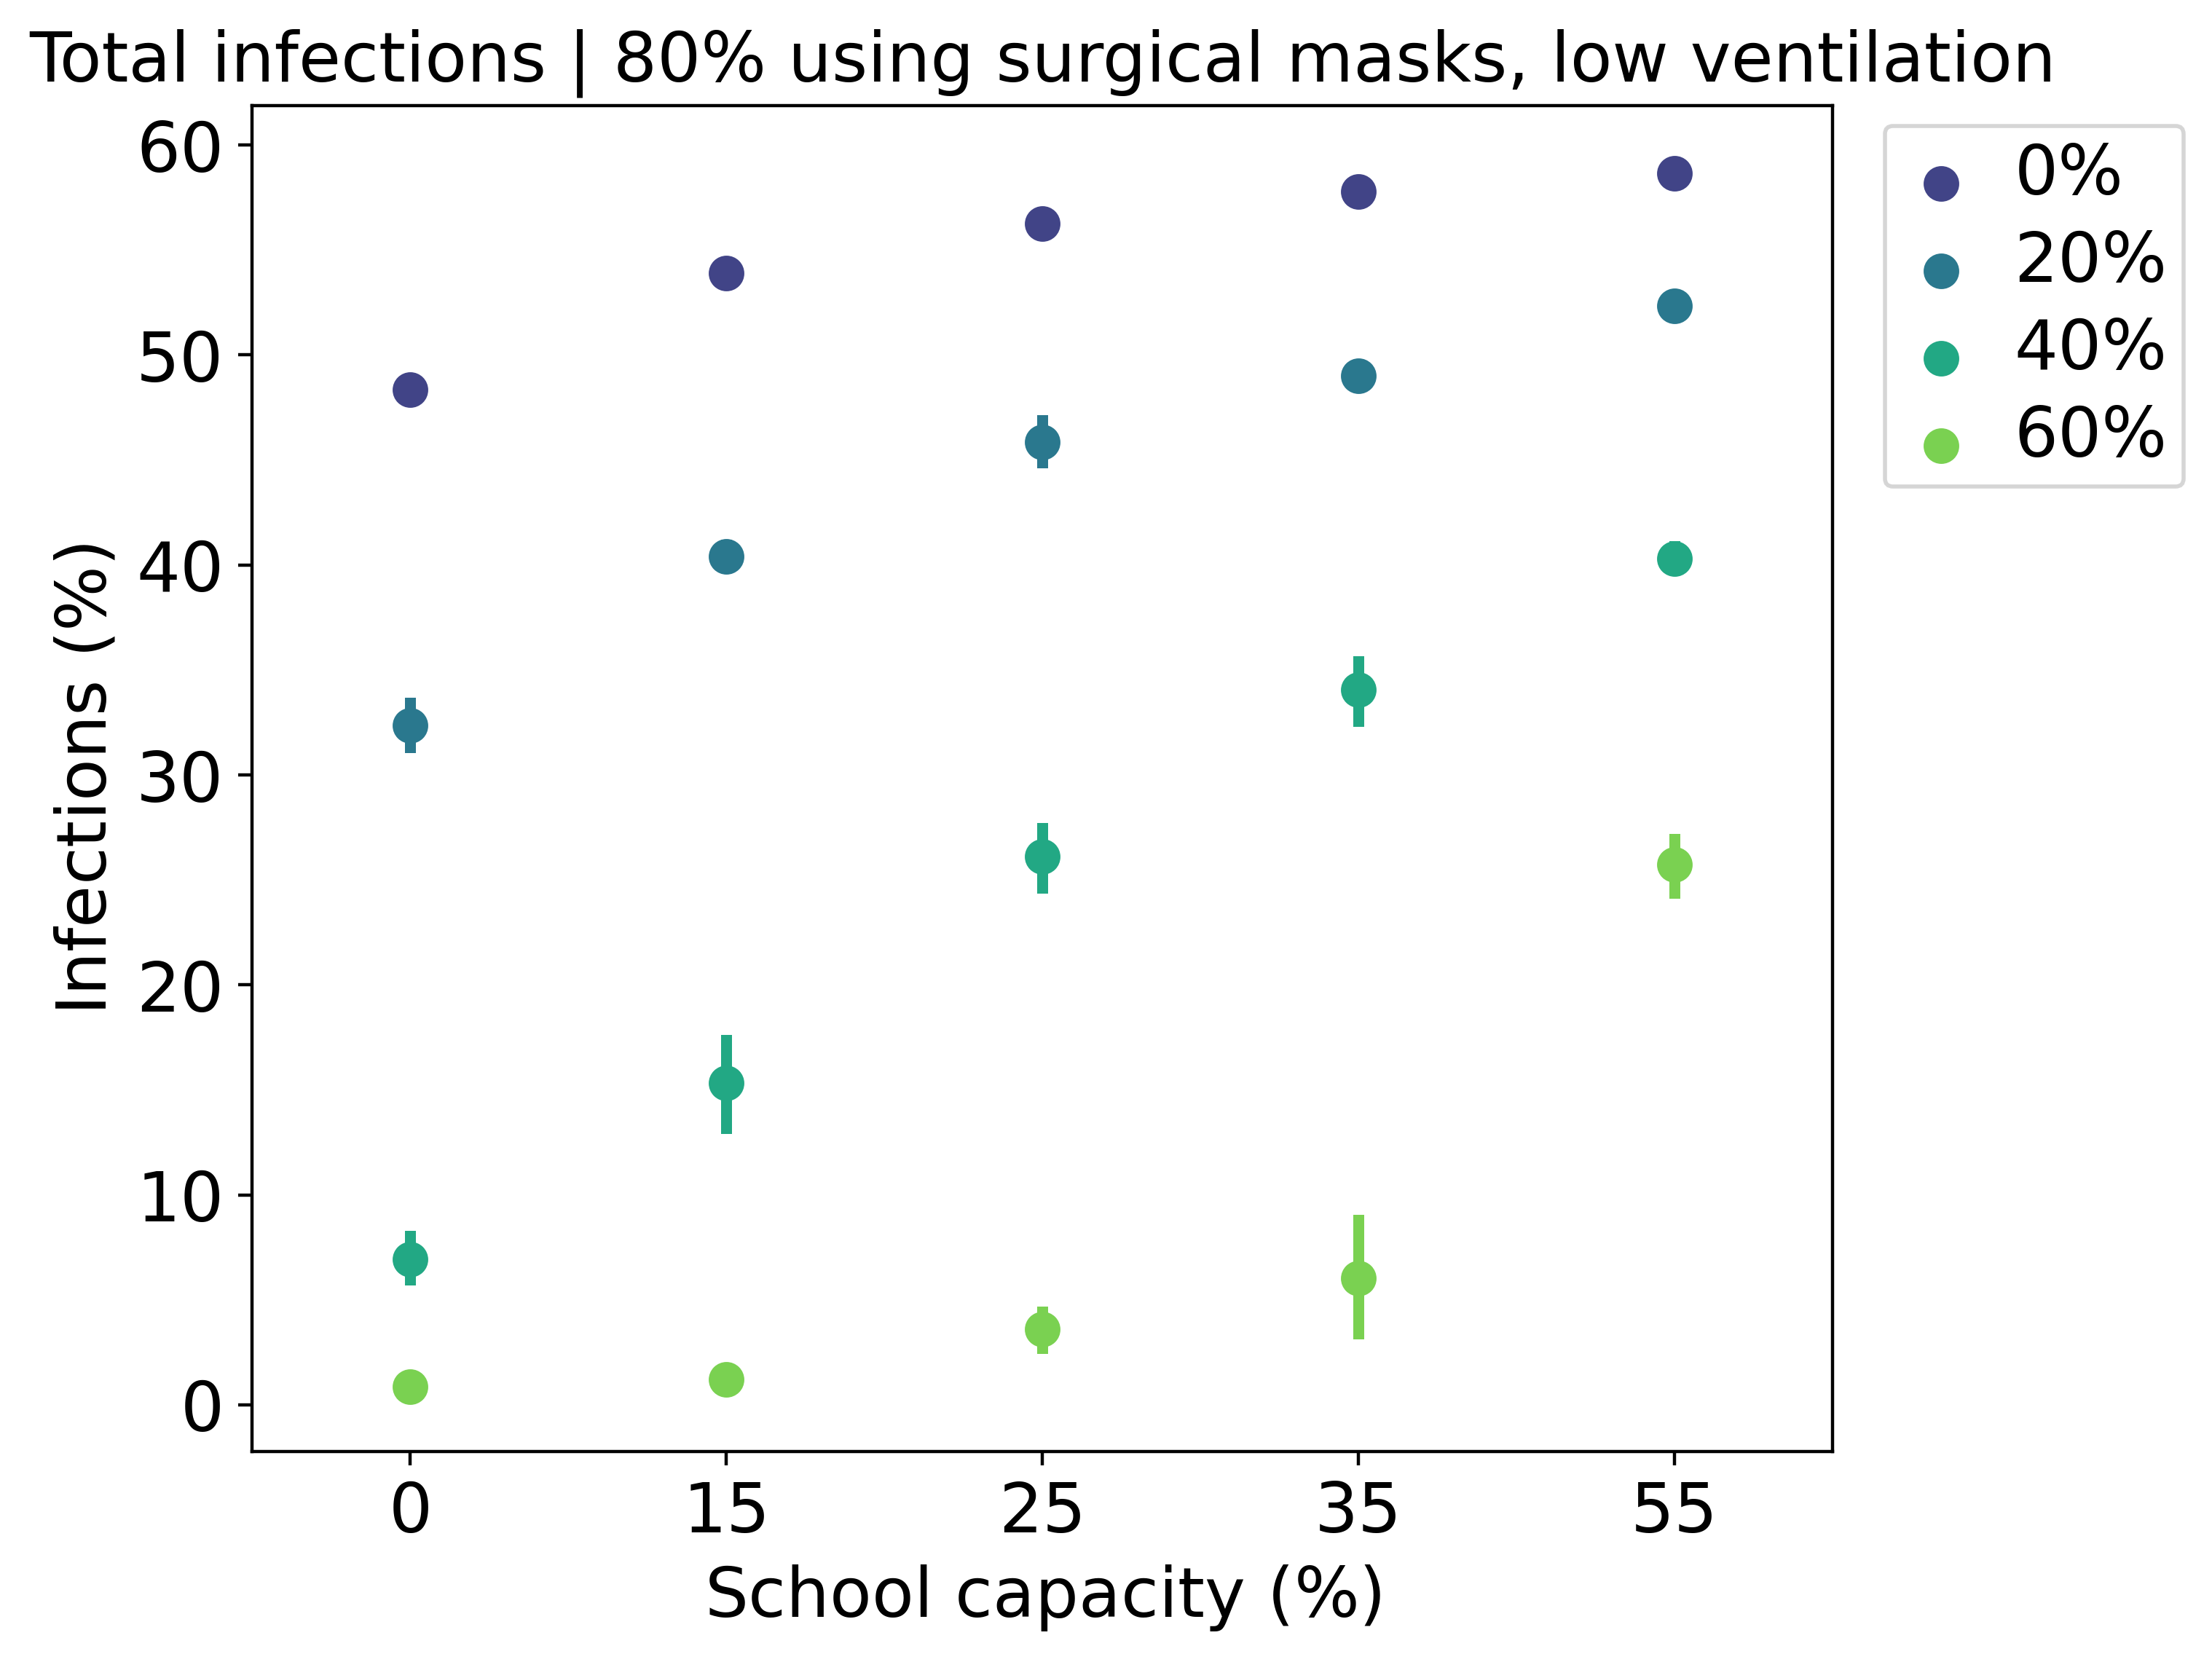 Total infections | 80% using surgical masks, low ventilation
60
50
40
30
20
10
0
Infections (%)
0 15 25 35 55
School capacity (%)
0%
20%
40%
60%